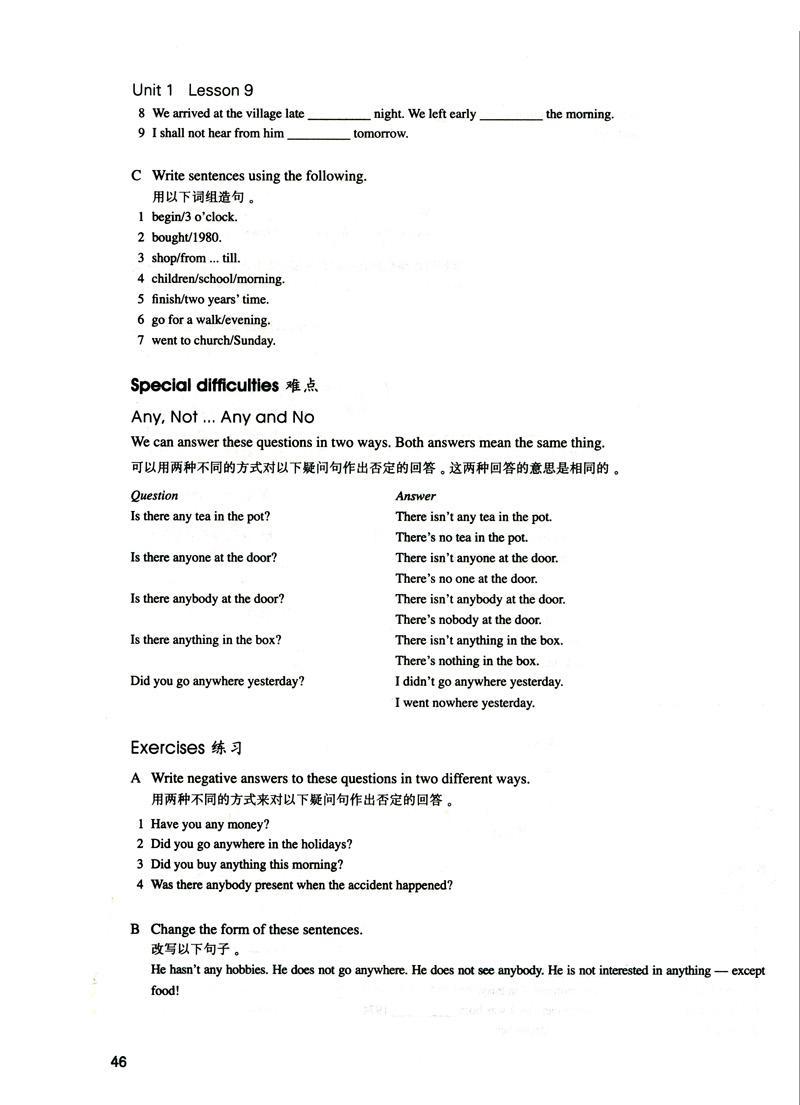 Unit 1 Lesson 9
8 We arrived at the village late __________ night. We left early __________ the morning.
9 I shall not hear from him __________ tomorrow.
C Write sentences using the following.
用以下词组造句。
1 begin/3 o'clock.
2 bought/1980.
3 shop/from ... till.
4 children/school/morning.
5 finish/two years' time.
6 go for a walk/evening.
7 went to church/Sunday.
Special difficulties 难点
Any, Not ... Any and No
We can answer these questions in two ways. Both answers mean the same thing.
可以用两种不同的方式对以下疑问句作出否定的回答。这两种回答的意思是相同的。
Question Answer
Is there any tea in the pot? There isn't any tea in the pot.
There's no tea in the pot.
Is there anyone at the door? There isn't anyone at the door.
There's no one at the door.
Is there anybody at the door? There isn't anybody at the door.
There's nobody at the door.
Is there anything in the box? There isn't anything in the box.
There's nothing in the box.
Did you go anywhere yesterday? I didn't go anywhere yesterday.
I went nowhere yesterday.
Exercises 练习
A Write negative answers to these questions in two different ways.
用两种不同的方式来对以下疑问句作出否定的回答。
1 Have you any money?
2 Did you go anywhere in the holidays?
3 Did you buy anything this morning?
4 Was there anybody present when the accident happened?
B Change the form of these sentences.
改写以下句子。
He hasn't any hobbies. He does not go anywhere. He does not see anybody. He is not interested in anything — except
food!
46